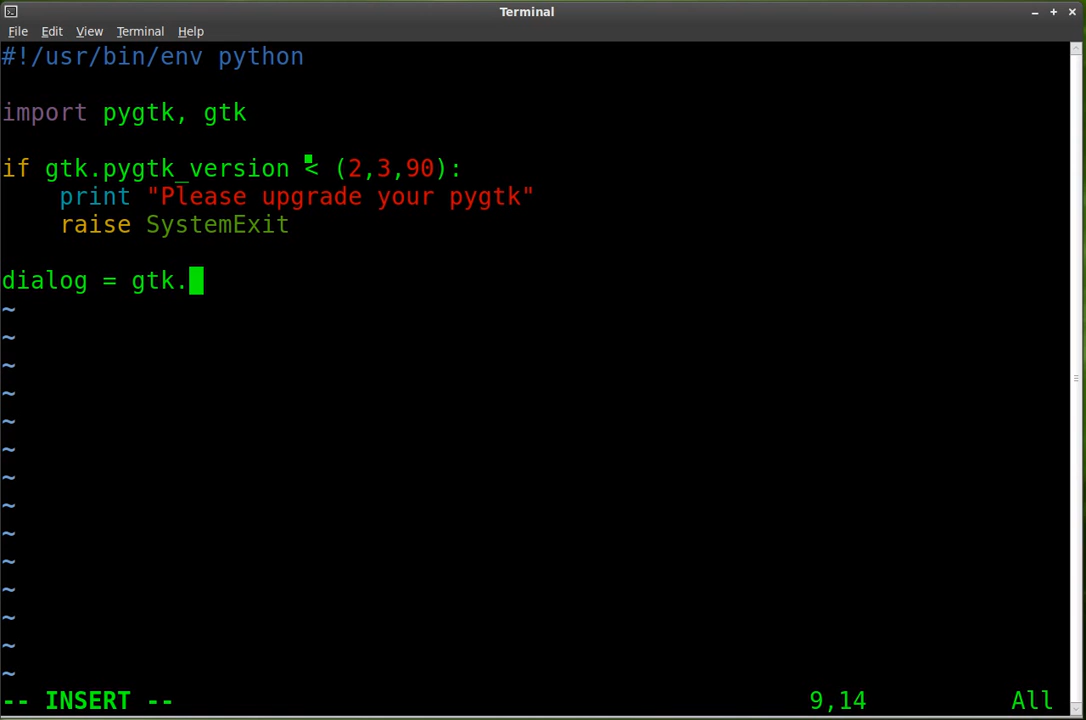 Terminal
File Edit View Terminal Help
#!/usr/bin/env python
import pygtk, gtk
if gtk.pygtk_version < (2,3,90):
    print "Please upgrade your pygtk"
    raise SystemExit
dialog = gtk.
~
~
~
~
~
~
~
~
~
~
~
~
~
~
-- INSERT -- 9,14 All